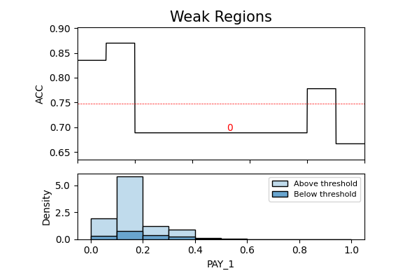 Weak Regions
0.90
0.85
0.80
0.75
0.70
0.65
ACC
0
5.0
2.5
0.0
Density
Above threshold
Below threshold
0.0 0.2 0.4 0.6 0.8 1.0
PAY_1